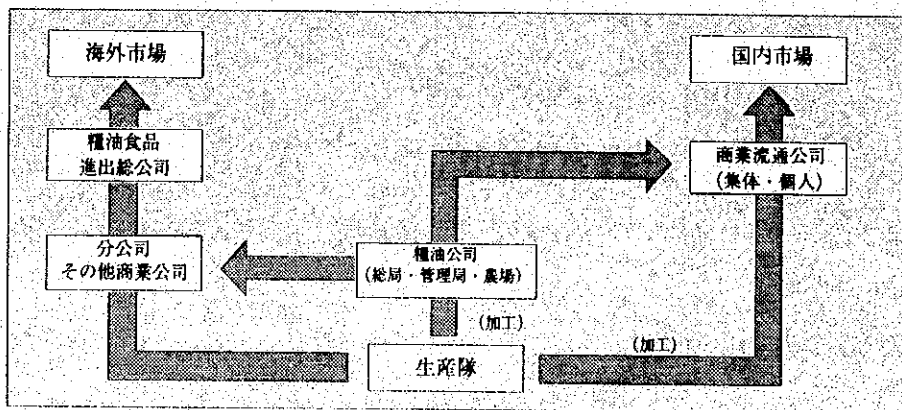 海外市場
国内市場
糧油食品
進出総公司
商業流通公司
(集体・個人)
分公司
その他商業公司
糧油公司
(総局・管理局・農場)
(加工)
(加工)
生産隊